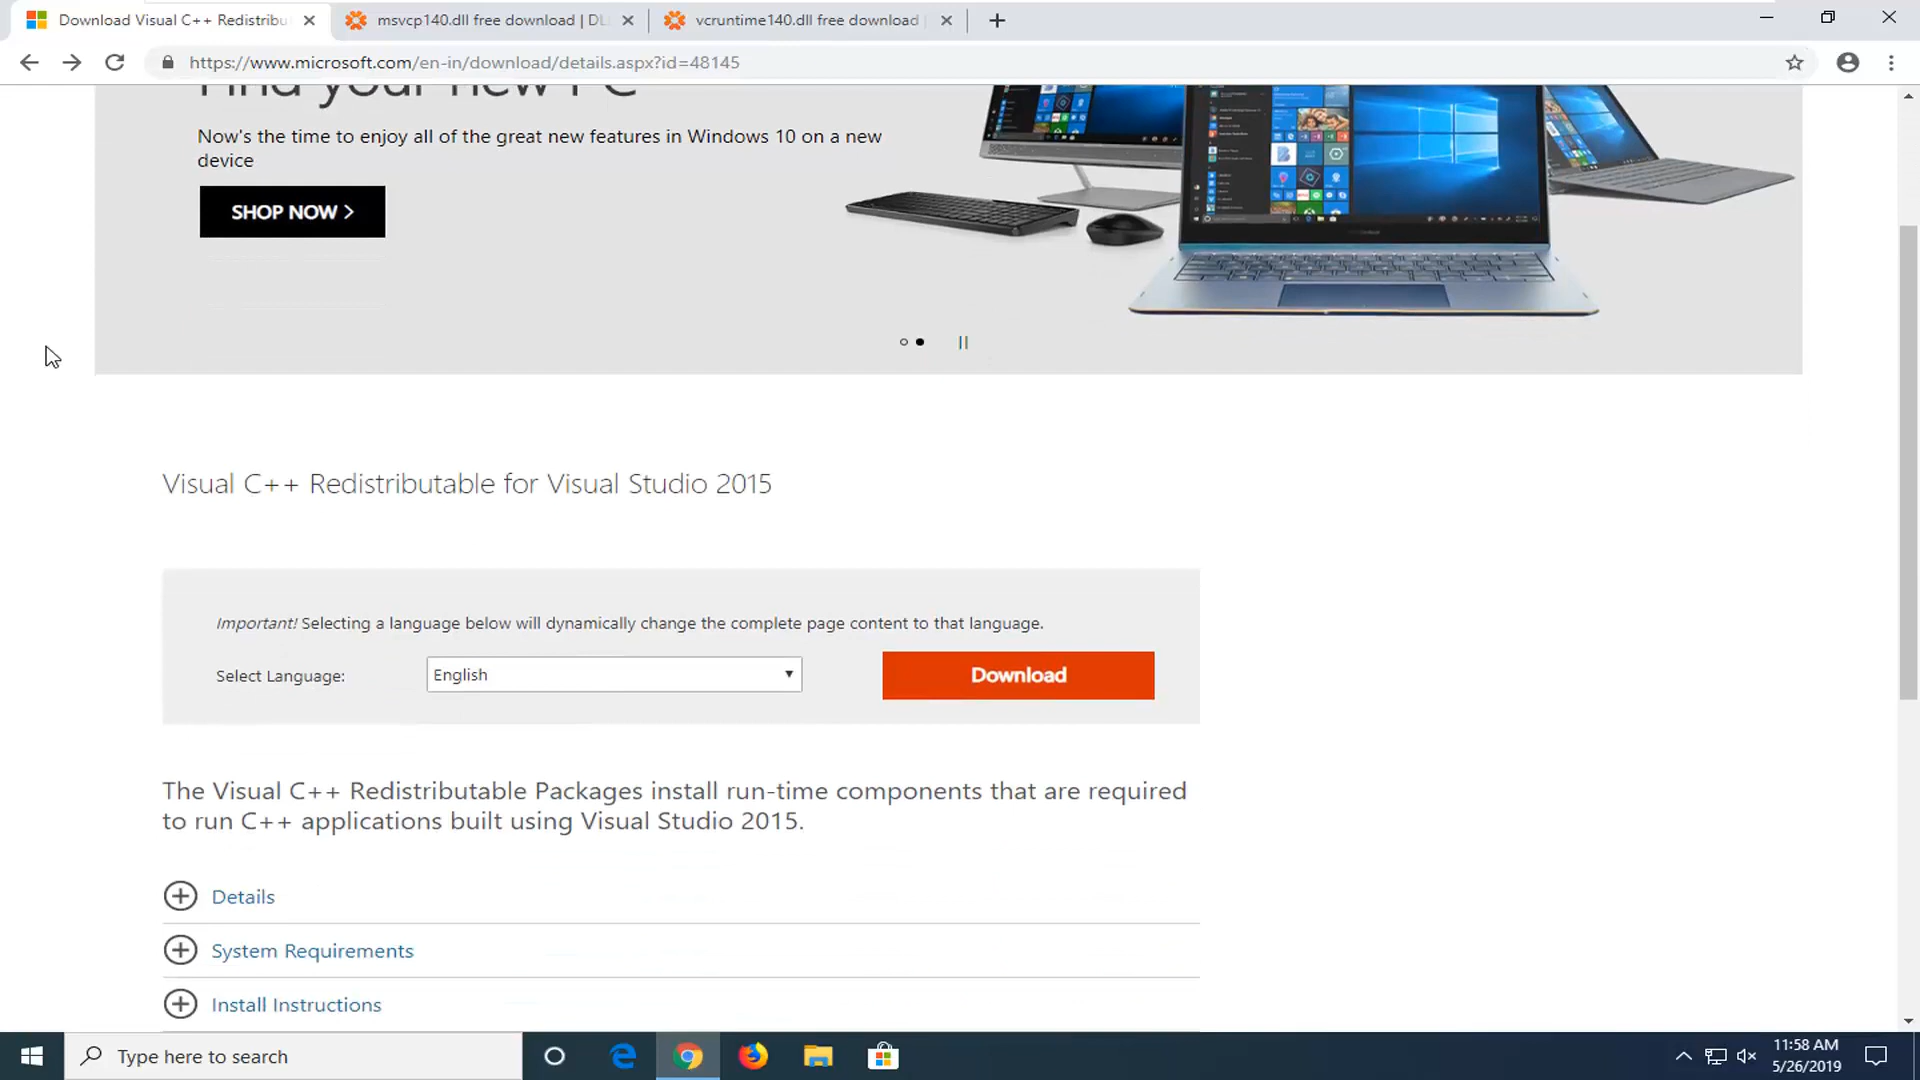 Download Visual C++ Redistribu
msvcp140.dll free download | DL
vcruntime140.dll free download |
https://www.microsoft.com/en-in/download/details.aspx?id=48145
Find your new PC
Now's the time to enjoy all of the great new features in Windows 10 on a new
device
SHOP NOW >
Visual C++ Redistributable for Visual Studio 2015
Important! Selecting a language below will dynamically change the complete page content to that language.
Select Language:
English
Download
The Visual C++ Redistributable Packages install run-time components that are required
to run C++ applications built using Visual Studio 2015.
Details
System Requirements
Install Instructions
Type here to search
11:58 AM
5/26/2019